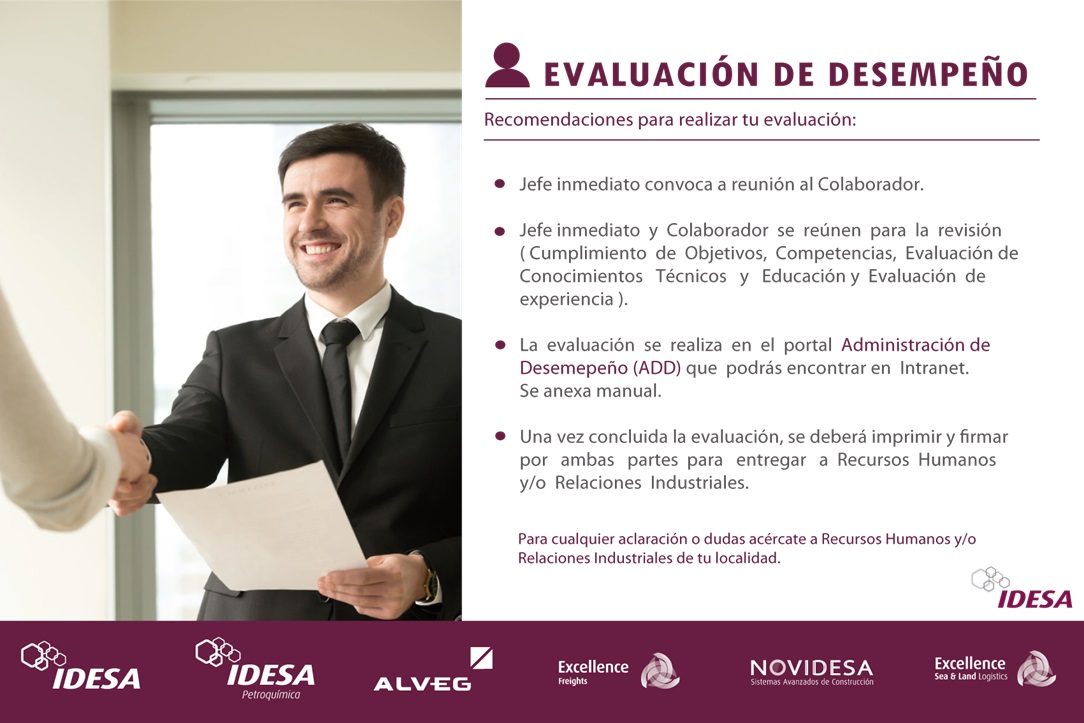 EVALUACIÓN DE DESEMPEÑO
Recomendaciones para realizar tu evaluación:
Jefe inmediato convoca a reunión al Colaborador.
Jefe inmediato y Colaborador se reúnen para la revisión
( Cumplimiento de Objetivos, Competencias, Evaluación de
Conocimientos Técnicos y Educación y Evaluación de
experiencia ).
La evaluación se realiza en el portal Administración de
Desemepeño (ADD) que podrás encontrar en Intranet.
Se anexa manual.
Una vez concluida la evaluación, se deberá imprimir y firmar
por ambas partes para entregar a Recursos Humanos
y/o Relaciones Industriales.
Para cualquier aclaración o dudas acércate a Recursos Humanos y/o
Relaciones Industriales de tu localidad.
IDESA
IDESA
IDESA
Petroquímica
ALVEG
Excellence
Freights
NOVIDESA
Sistemas Avanzados de Construcción
Excellence
Sea & Land Logistics